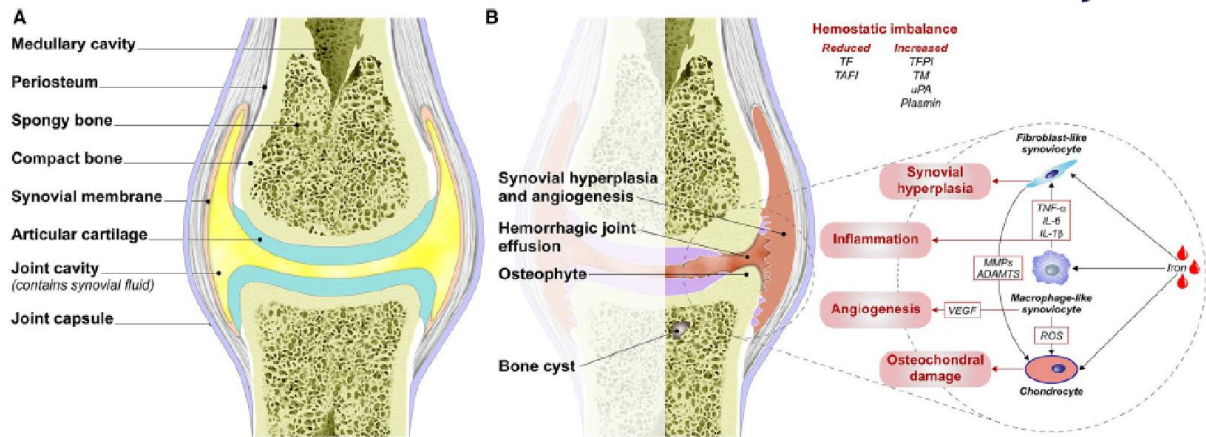 A
Medullary cavity
Periosteum
Spongy bone
Compact bone
Synovial membrane
Articular cartilage
Joint cavity
(contains synovial fluid)
Joint capsule
B
Synovial hyperplasia
and angiogenesis
Hemorrhagic joint
effusion
Osteophyte
Bone cyst
Hemostatic imbalance
Reduced Increased
TF TFPI
TAFI TM
uPA
Plasmin
Fibroblast-like
synoviocyte
Synovial
hyperplasia
TNF-α
IL-6
IL-1β
Inflammation
MMPs
ADAMTS
Iron
Macrophage-like
synoviocyte
Angiogenesis
VEGF
ROS
Osteochondral
damage
Chondrocyte